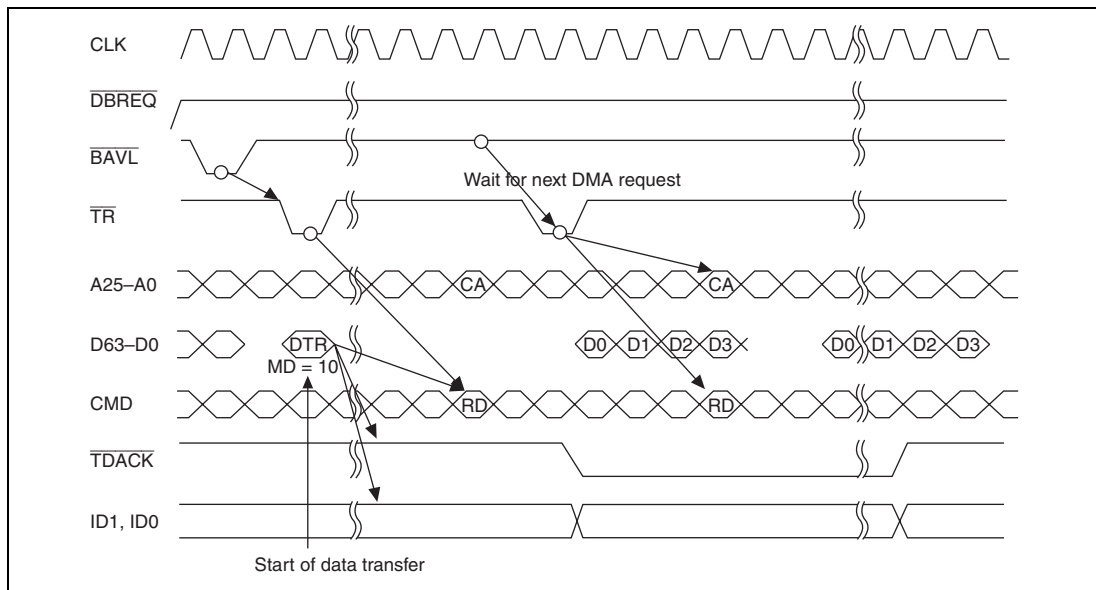 CLK
DBREQ
BAVL
Wait for next DMA request
TR
A25–A0 CA CA
D63–D0 DTR D0 D1 D2 D3 D0 D1 D2 D3
MD = 10
CMD RD RD
TDACK
ID1, ID0
Start of data transfer